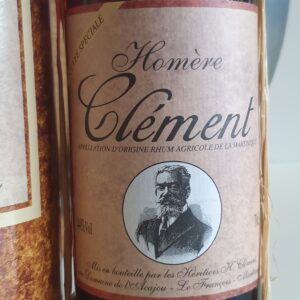 SPECIALE
Homère
Clément
APPELLATION D'ORIGINE RHUM AGRICOLE DE LA MARTINIQUE
Mis en bouteille par les Héritiers H. Clément
Domaine de l'Acajou - Le François -